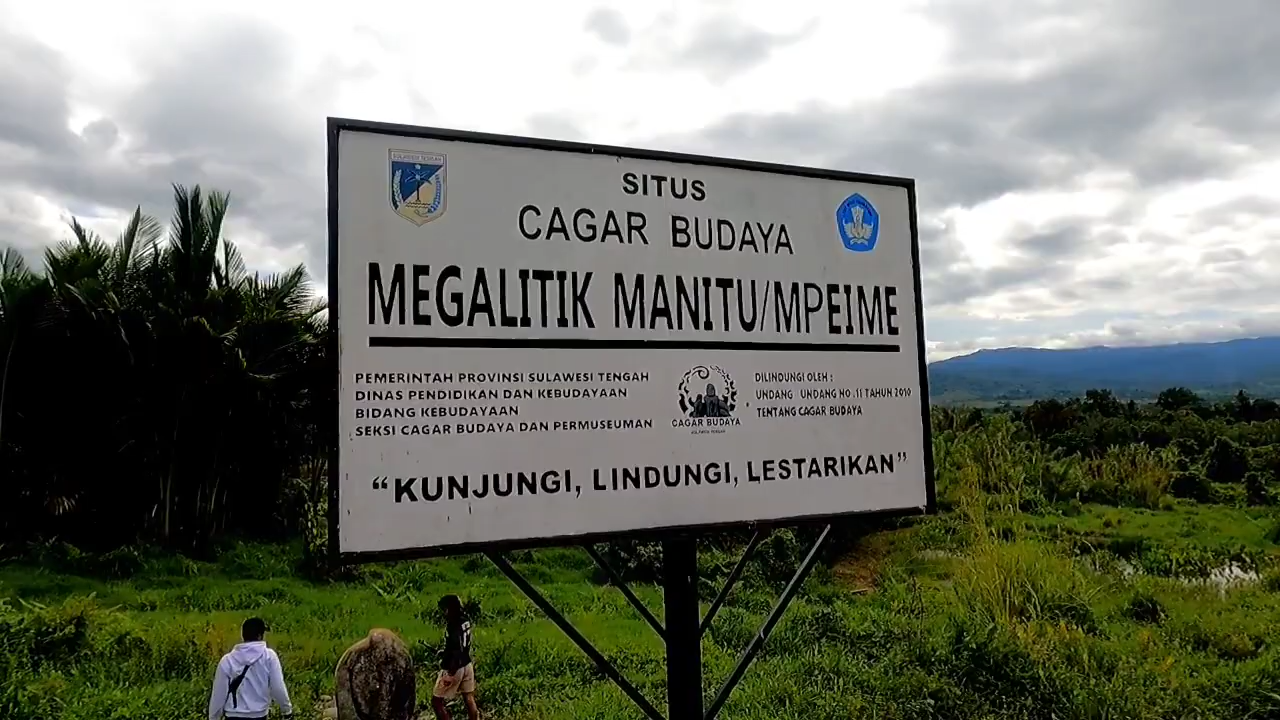 SULAWESI TENGAH
SITUS
CAGAR BUDAYA
MEGALITIK MANITU/MPEIME
PEMERINTAH PROVINSI SULAWESI TENGAH
DINAS PENDIDIKAN DAN KEBUDAYAAN
BIDANG KEBUDAYAAN
SEKSI CAGAR BUDAYA DAN PERMUSEUMAN
CAGAR BUDAYA
SULAWESI TENGAH
DILINDUNGI OLEH :
UNDANG UNDANG NO .11 TAHUN 2010
TENTANG CAGAR BUDAYA
“KUNJUNGI, LINDUNGI, LESTARIKAN”